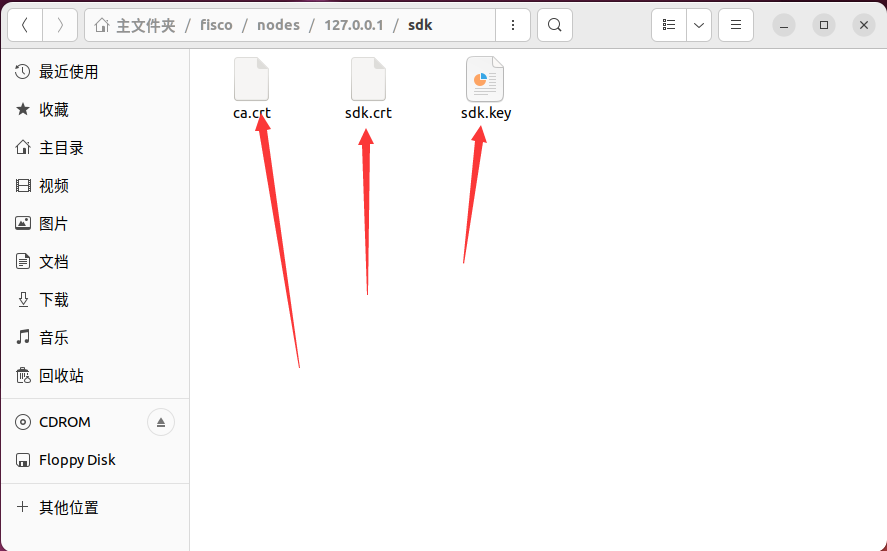 主文件夹 / fisco / nodes / 127.0.0.1 / sdk
最近使用
收藏
主目录
视频
图片
文档
下载
音乐
回收站
CDROM
Floppy Disk
其他位置
ca.crt
sdk.crt
sdk.key